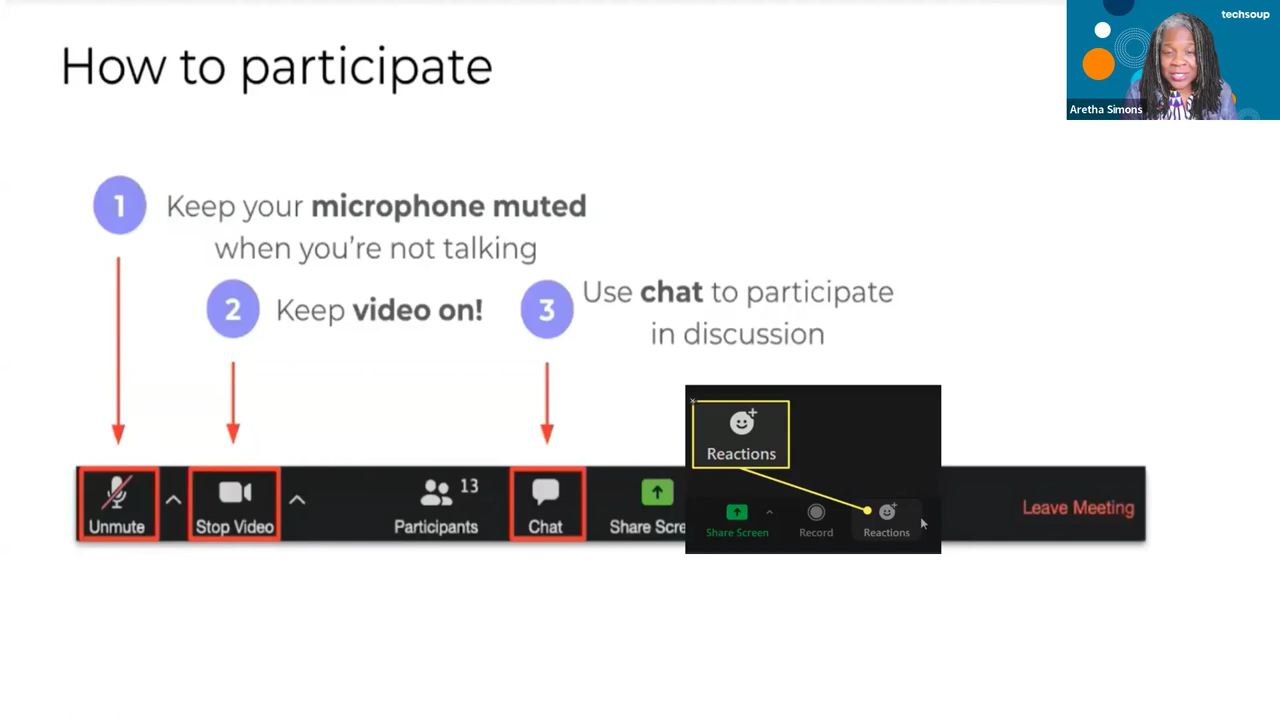 How to participate
techsoup
Aretha Simons
1
Keep your microphone muted
when you're not talking
2
Keep video on!
3
Use chat to participate
in discussion
Reactions
Unmute
Stop Video
13
Participants
Chat
Share Scre
Share Screen
Record
Reactions
Leave Meeting